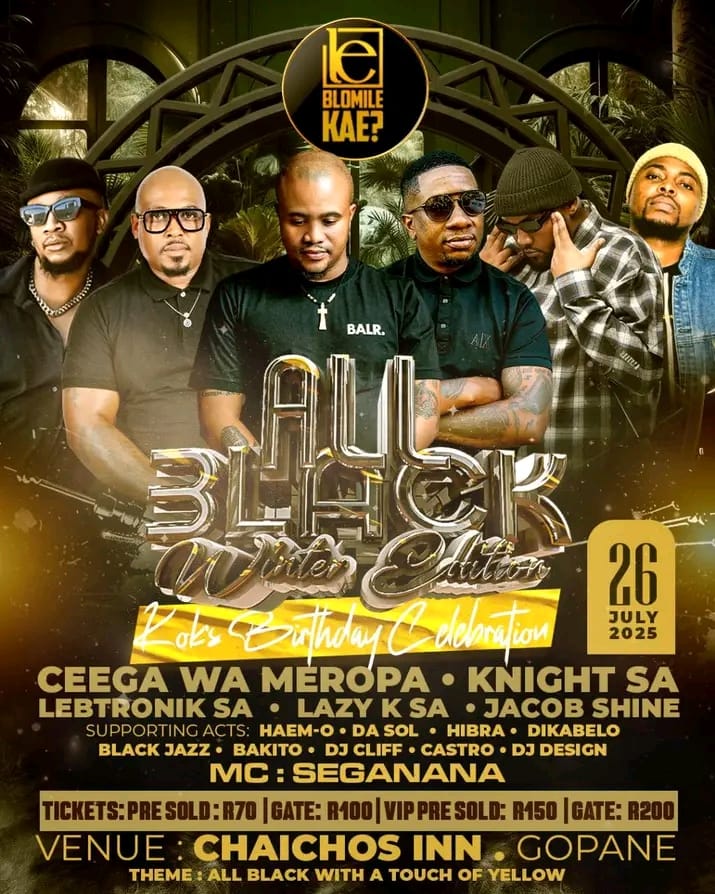 le
BLOMILE
KAE?
BALR.
A|X
ALL
BLACK
Winter Edition
Kok's Birthday Celebration
26
JULY
2025
CEEGA WA MEROPA • KNIGHT SA
LEBTRONIK SA • LAZY K SA • JACOB SHINE
SUPPORTING ACTS: HAEM-O • DA SOL • HIBRA • DIKABELO
BLACK JAZZ • BAKITO • DJ CLIFF • CASTRO • DJ DESIGN
MC : SEGANANA
TICKETS: PRE SOLD : R70 | GATE: R100 | VIP PRE SOLD: R150 | GATE: R200
VENUE : CHAICHOS INN . GOPANE
THEME : ALL BLACK WITH A TOUCH OF YELLOW